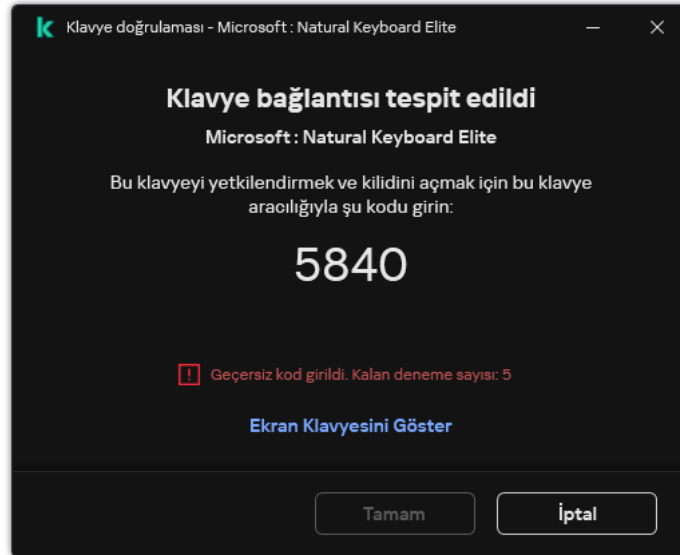 Klavye doğrulaması - Microsoft : Natural Keyboard Elite
Klavye bağlantısı tespit edildi
Microsoft : Natural Keyboard Elite
Bu klavyeyi yetkilendirmek ve kilidini açmak için bu klavye
aracılığıyla şu kodu girin:
5840
Geçersiz kod girildi. Kalan deneme sayısı: 5
Ekran Klavyesini Göster
Tamam
İptal